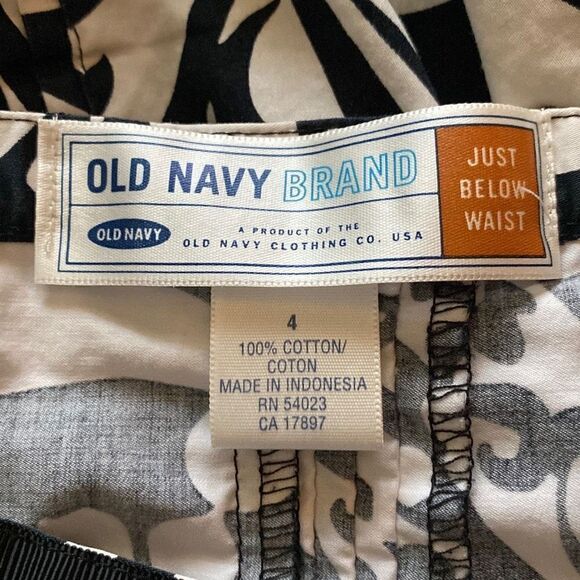 OLD NAVY BRAND
OLD NAVY
A PRODUCT OF THE
OLD NAVY CLOTHING CO. USA
JUST
BELOW
WAIST
4
100% COTTON/
COTON
MADE IN INDONESIA
RN 54023
CA 17897